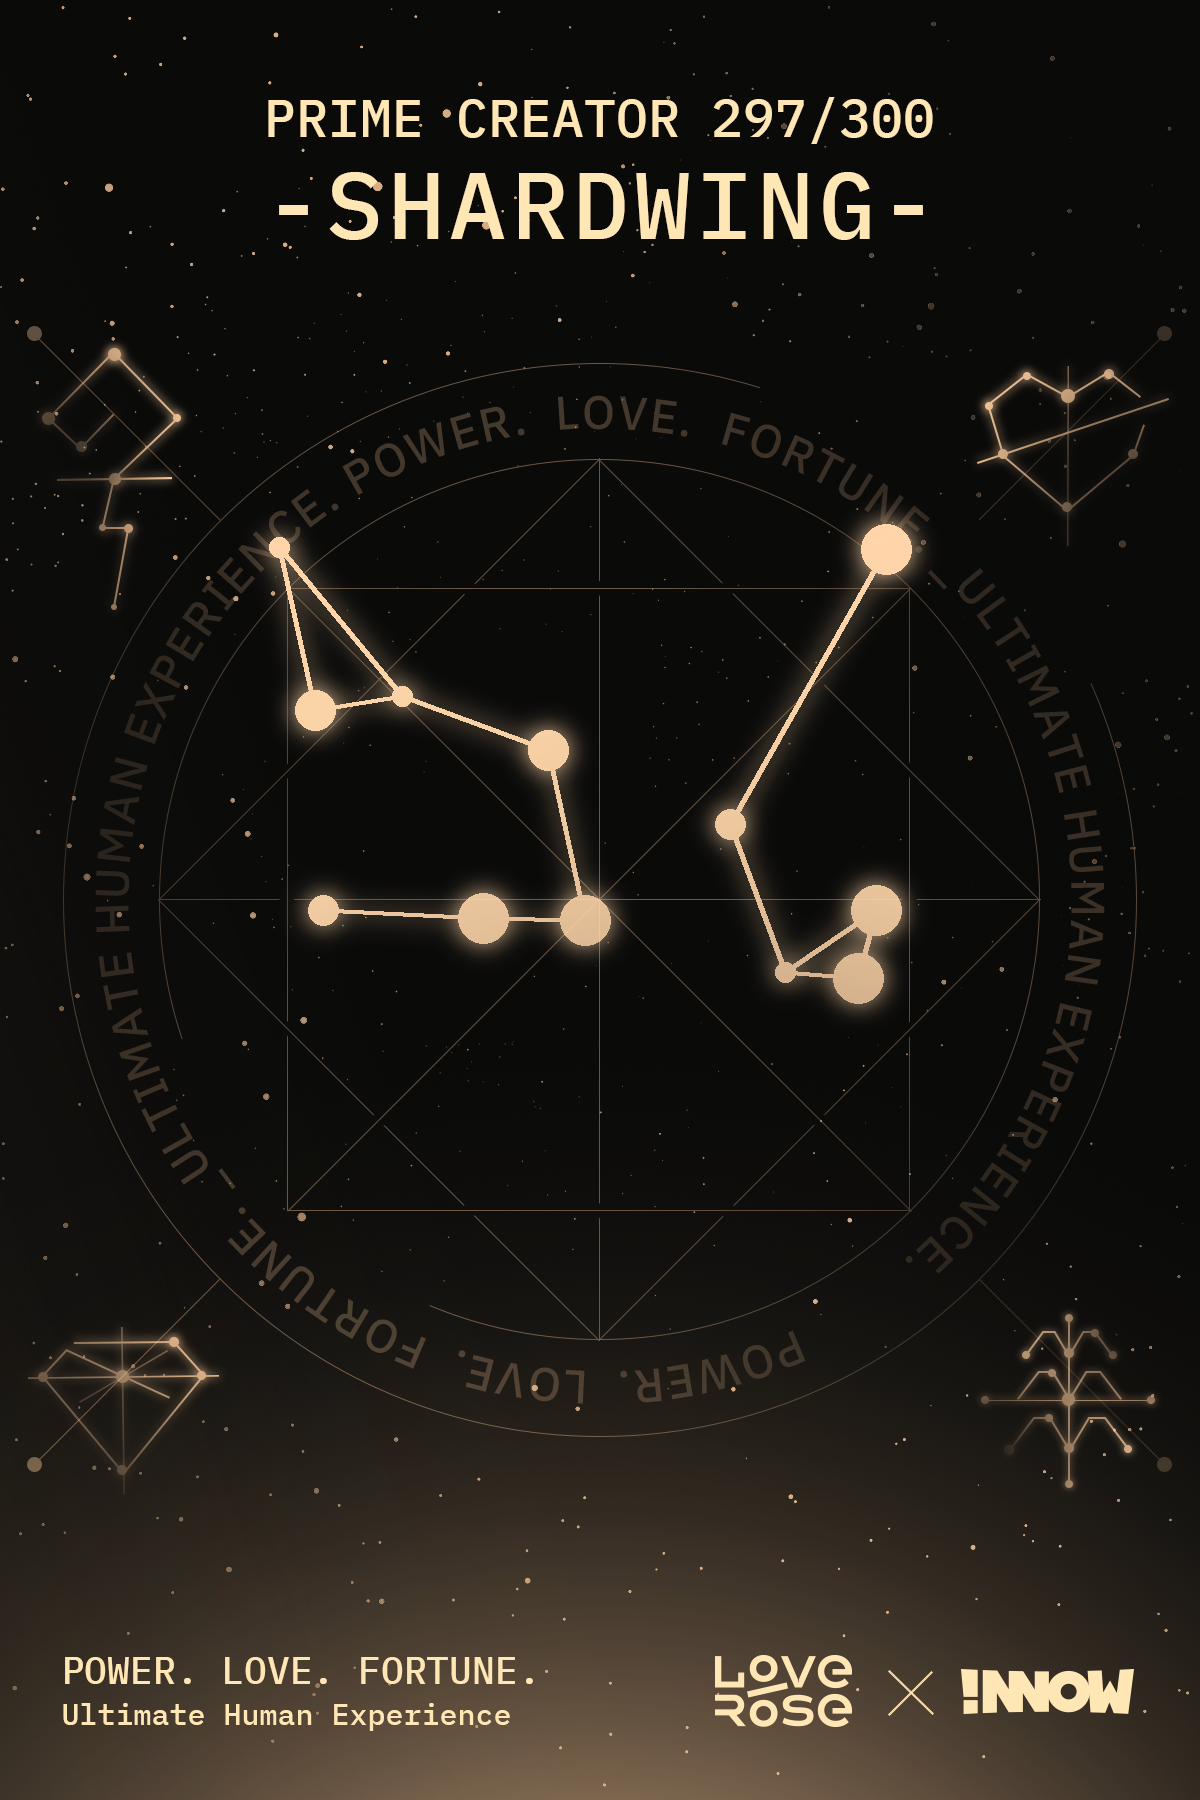 PRIME CREATOR 297/300
-SHARDWING-
POWER. LOVE. FORTUNE. – ULTIMATE HUMAN EXPERIENCE.
POWER. LOVE. FORTUNE. – ULTIMATE HUMAN EXPERIENCE.
POWER. LOVE. FORTUNE.
Ultimate Human Experience
LOVE
ROSE
!NNOW